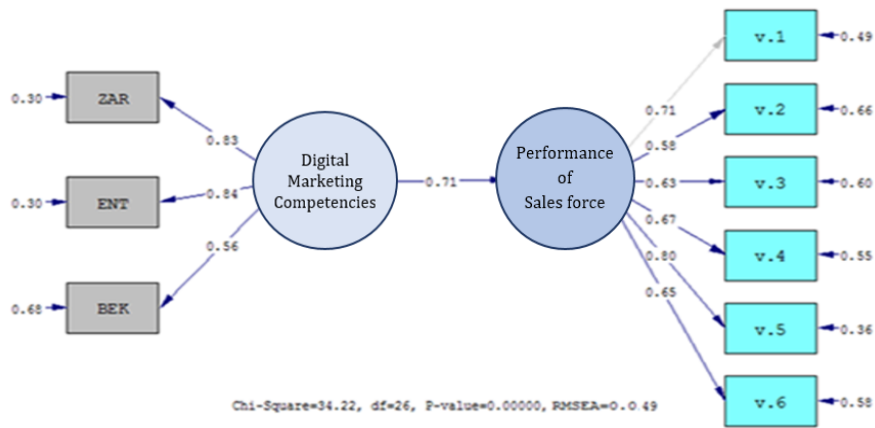 0.30
ZAR
0.83
0.30
ENT
0.84
0.68
BEK
0.56
Digital
Marketing
Competencies
0.71
Performance
of
Sales force
0.71
v.1
0.49
0.58
v.2
0.66
0.63
v.3
0.60
0.67
v.4
0.55
0.80
v.5
0.36
0.65
v.6
0.58
Chi-Square=34.22, df=26, P-value=0.00000, RMSEA=0.0.49